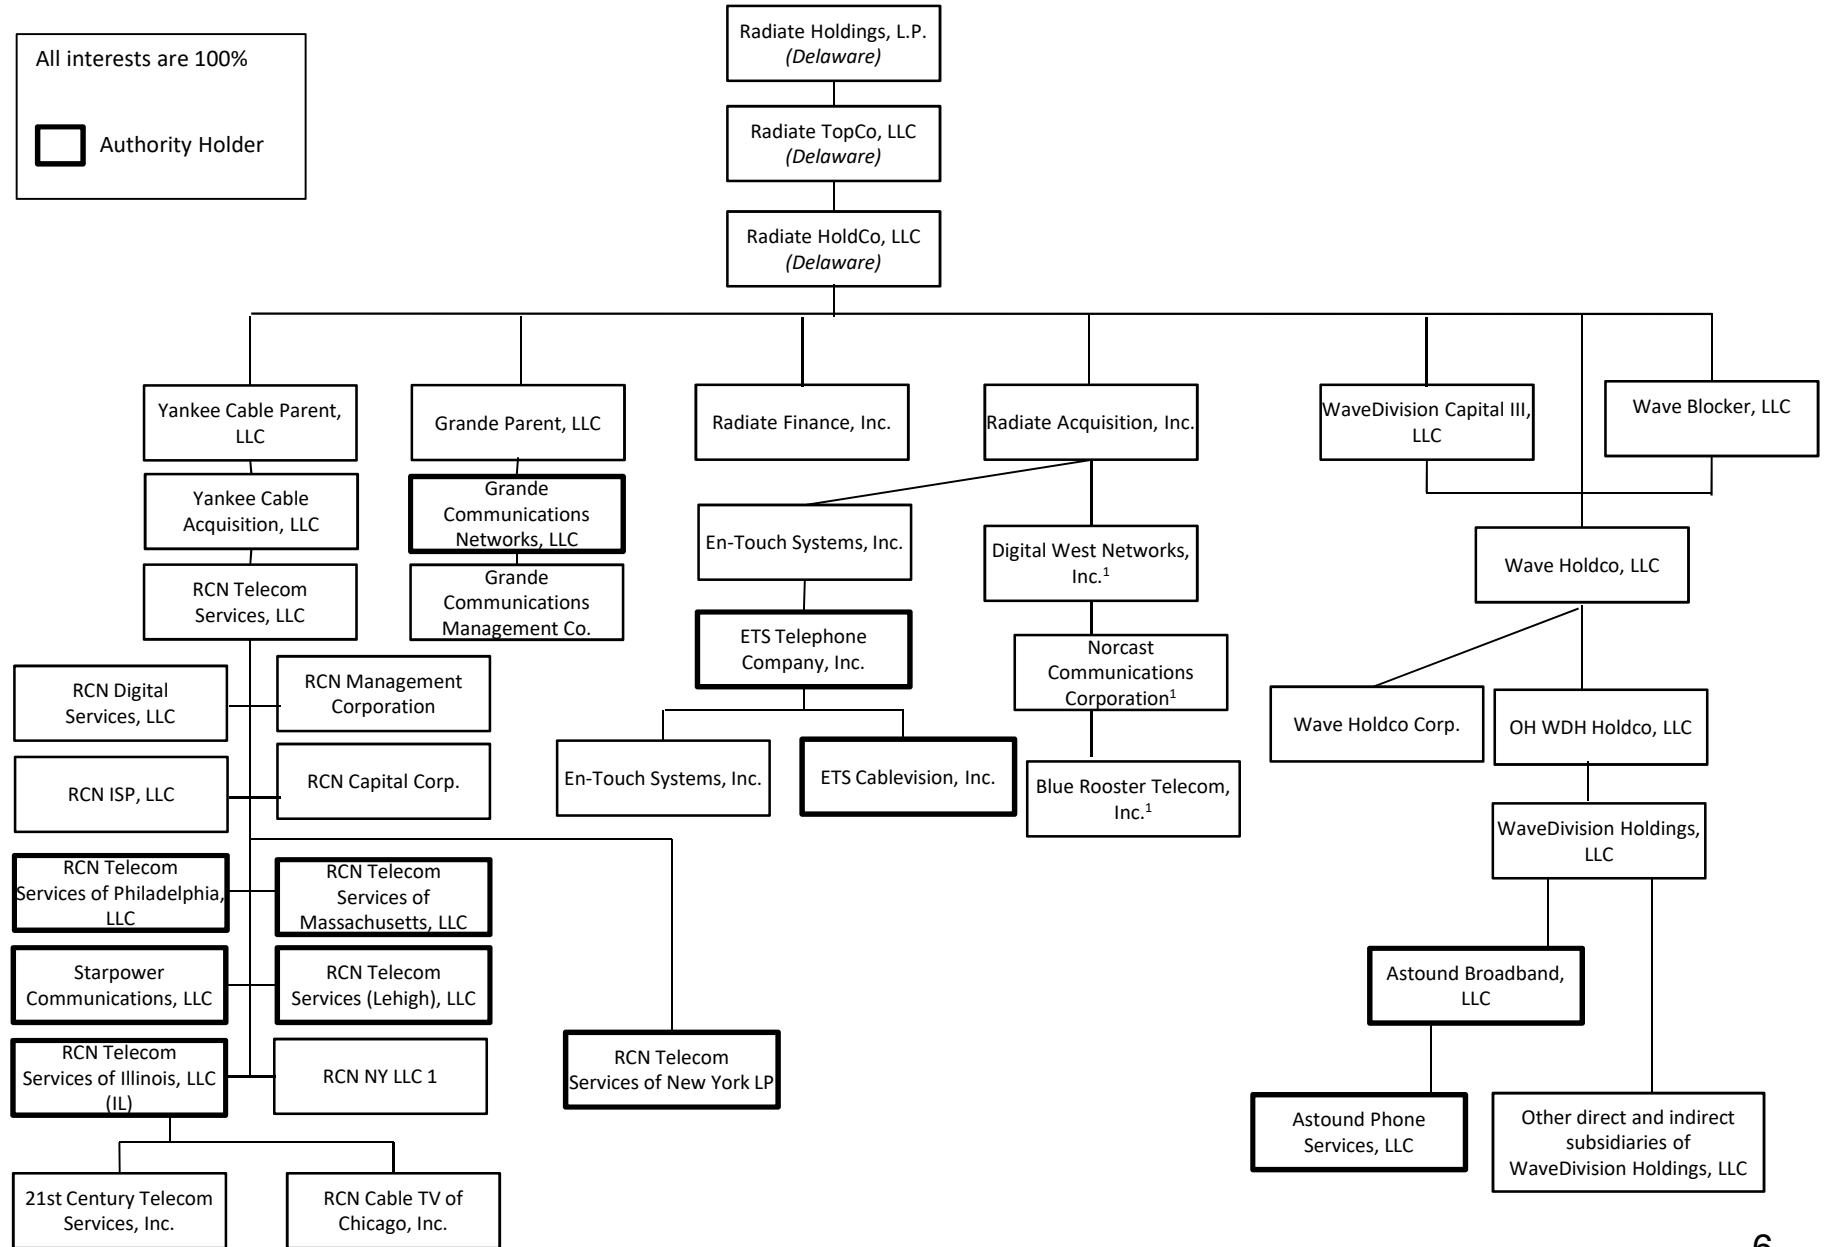 All interests are 100%
Authority Holder
Radiate Holdings, L.P.
(Delaware)
Radiate TopCo, LLC
(Delaware)
Radiate HoldCo, LLC
(Delaware)
Yankee Cable Parent,
LLC
Grande Parent, LLC
Radiate Finance, Inc.
Radiate Acquisition, Inc.
WaveDivision Capital III,
LLC
Wave Blocker, LLC
Yankee Cable
Acquisition, LLC
Grande
Communications
Networks, LLC
En-Touch Systems, Inc.
Digital West Networks,
Inc.¹
Wave Holdco, LLC
RCN Telecom
Services, LLC
Grande
Communications
Management Co.
ETS Telephone
Company, Inc.
Norcast
Communications
Corporation¹
RCN Digital
Services, LLC
RCN Management
Corporation
Wave Holdco Corp.
OH WDH Holdco, LLC
RCN ISP, LLC
RCN Capital Corp.
En-Touch Systems, Inc.
ETS Cablevision, Inc.
Blue Rooster Telecom,
Inc.¹
WaveDivision Holdings,
LLC
RCN Telecom
Services of Philadelphia,
LLC
RCN Telecom
Services of
Massachusetts, LLC
Starpower
Communications, LLC
RCN Telecom
Services (Lehigh), LLC
Astound Broadband,
LLC
RCN Telecom
Services of Illinois, LLC
(IL)
RCN NY LLC 1
RCN Telecom
Services of New York LP
Astound Phone
Services, LLC
Other direct and indirect
subsidiaries of
WaveDivision Holdings, LLC
21st Century Telecom
Services, Inc.
RCN Cable TV of
Chicago, Inc.
6